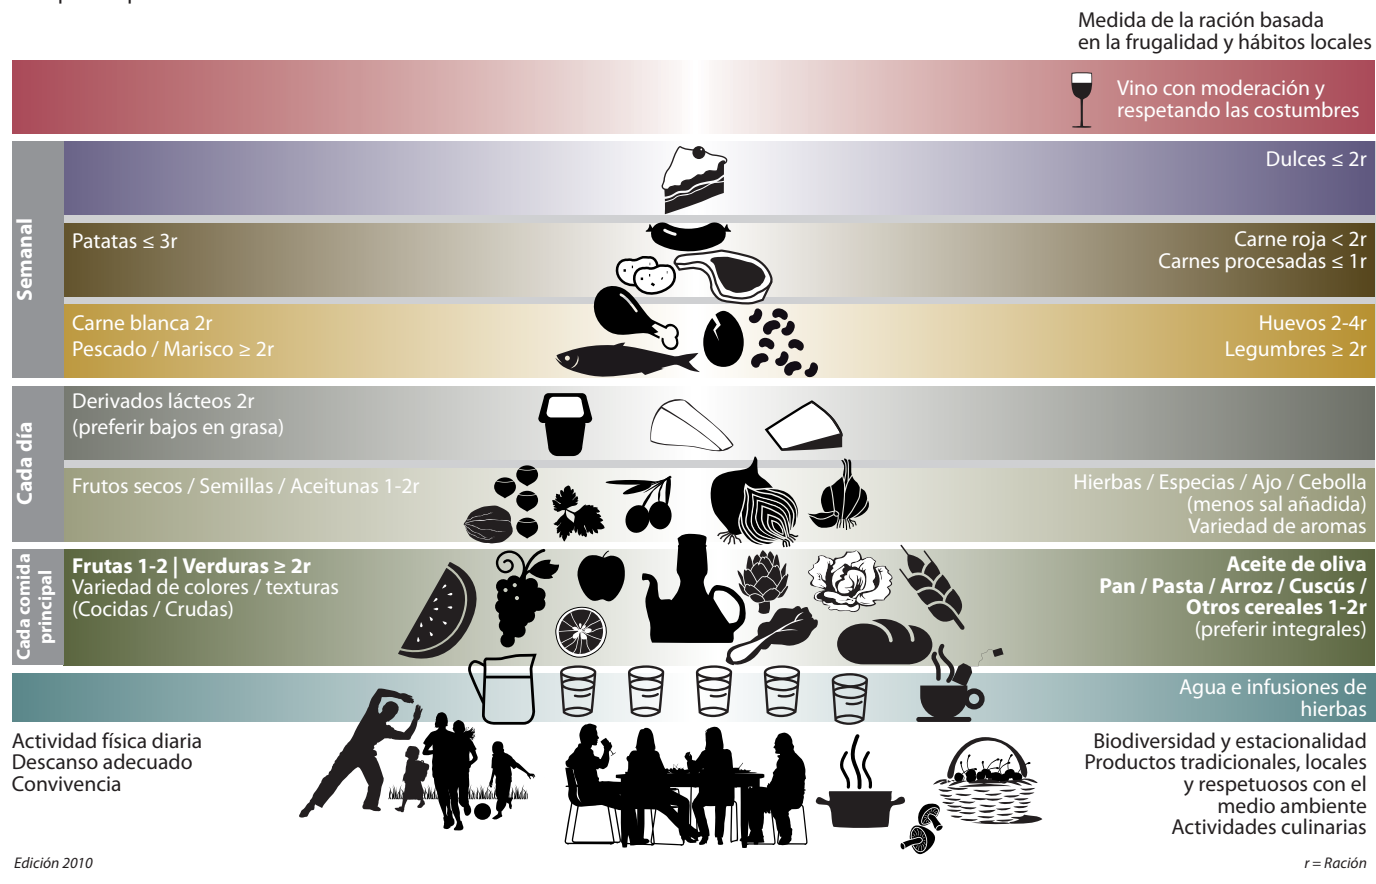 Medida de la ración basada
en la frugalidad y hábitos locales
Vino con moderación y
respetando las costumbres
Semanal
Dulces ≤ 2r
Patatas ≤ 3r
Carne roja < 2r
Carnes procesadas ≤ 1r
Carne blanca 2r
Pescado / Marisco ≥ 2r
Huevos 2-4r
Legumbres ≥ 2r
Cada día
Derivados lácteos 2r
(preferir bajos en grasa)
Frutos secos / Semillas / Aceitunas 1-2r
Hierbas / Especias / Ajo / Cebolla
(menos sal añadida)
Variedad de aromas
Cada comida
principal
Frutas 1-2 | Verduras ≥ 2r
Variedad de colores / texturas
(Cocidas / Crudas)
Aceite de oliva
Pan / Pasta / Arroz / Cuscús /
Otros cereales 1-2r
(preferir integrales)
Agua e infusiones de
hierbas
Actividad física diaria
Descanso adecuado
Convivencia
Biodiversidad y estacionalidad
Productos tradicionales, locales
y respetuosos con el
medio ambiente
Actividades culinarias
Edición 2010
r = Ración